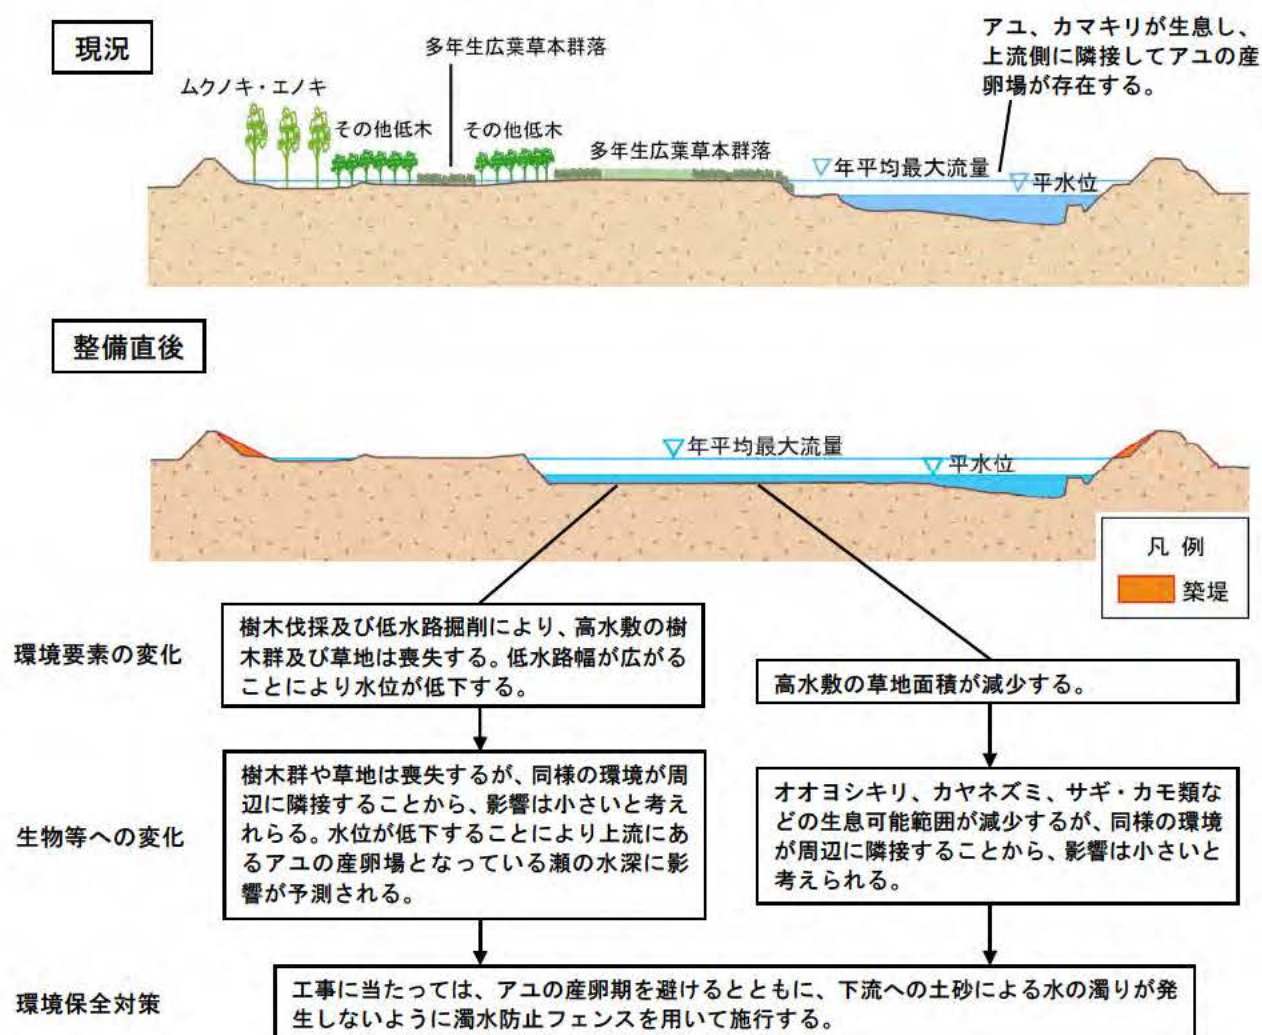 現況
多年生広葉草本群落
アユ、カマキリが生息し、
上流側に隣接してアユの産
卵場が存在する。
ムクノキ・エノキ
その他低木
その他低木
多年生広葉草本群落
▽年平均最大流量
▽平水位
整備直後
▽年平均最大流量
▽平水位
凡 例
築堤
環境要素の変化
樹木伐採及び低水路掘削により、高水敷の樹
木群及び草地は喪失する。低水路幅が広がる
ことにより水位が低下する。
高水敷の草地面積が減少する。
生物等への変化
樹木群や草地は喪失するが、同様の環境が周
辺に隣接することから、影響は小さいと考え
れらる。水位が低下することにより上流にあ
るアユの産卵場となっている瀬の水深に影
響が予測される。
オオヨシキリ、カヤネズミ、サギ・カモ類な
どの生息可能範囲が減少するが、同様の環境
が周辺に隣接することから、影響は小さいと
考えられる。
環境保全対策
工事に当たっては、アユの産卵期を避けるとともに、下流への土砂による水の濁りが発
生しないように濁水防止フェンスを用いて施行する。